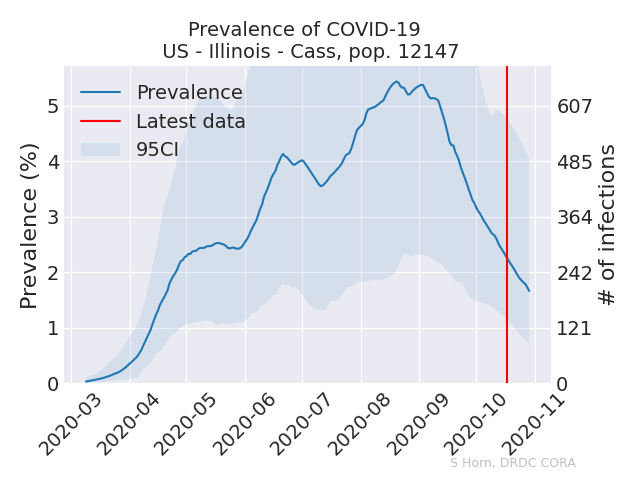 Prevalence of COVID-19
US - Illinois - Cass, pop. 12147
Prevalence
Latest data
95CI
Prevalence (%)
5
4
3
2
1
0
607
485
364
242
121
0
# of infections
2020-03
2020-04
2020-05
2020-06
2020-07
2020-08
2020-09
2020-10
2020-11
S Horn, DRDC CORA